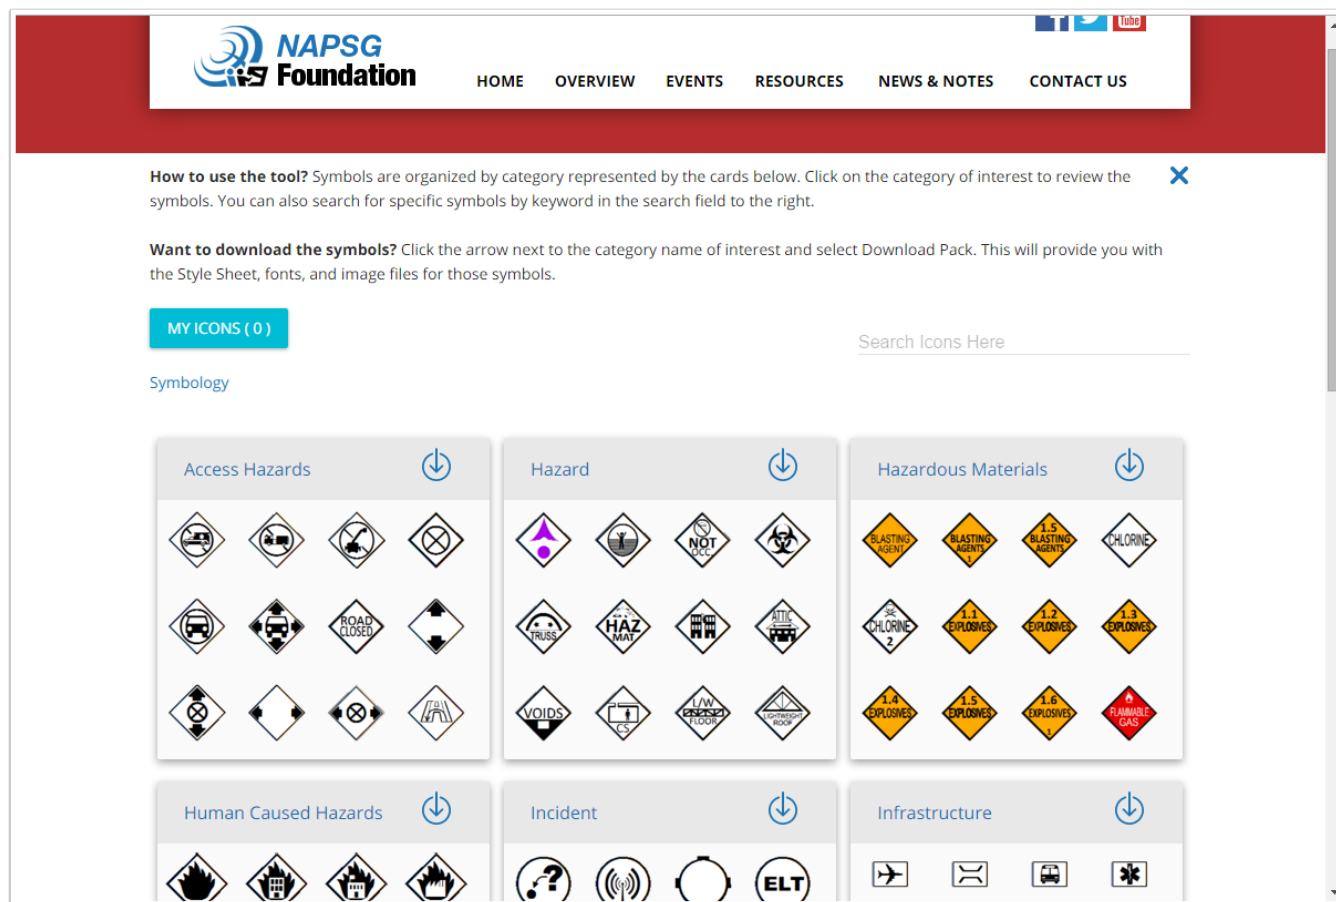 NAPSG
Foundation
Tube
HOME OVERVIEW EVENTS RESOURCES NEWS & NOTES CONTACT US
How to use the tool? Symbols are organized by category represented by the cards below. Click on the category of interest to review the
symbols. You can also search for specific symbols by keyword in the search field to the right.
Want to download the symbols? Click the arrow next to the category name of interest and select Download Pack. This will provide you with
the Style Sheet, fonts, and image files for those symbols.
MY ICONS ( 0 )
Search Icons Here
Symbology
Access Hazards
ROAD
CLOSED
Hazard
NOT
OCC
TRUSS
HAZ
MAT
ATTIC
VOIDS
CS
L/W
FLOOR
LIGHTWEIGHT
ROOF
Hazardous Materials
BLASTING
AGENT
BLASTING
AGENTS
1
1.5
BLASTING
AGENTS
CHLORINE
CHLORINE
2
1.1
EXPLOSIVES
1.2
EXPLOSIVES
1.3
EXPLOSIVES
1.4
EXPLOSIVES
1.5
EXPLOSIVES
1.6
EXPLOSIVES
1
FLAMMABLE
GAS
Human Caused Hazards
Incident
?
ELT
Infrastructure